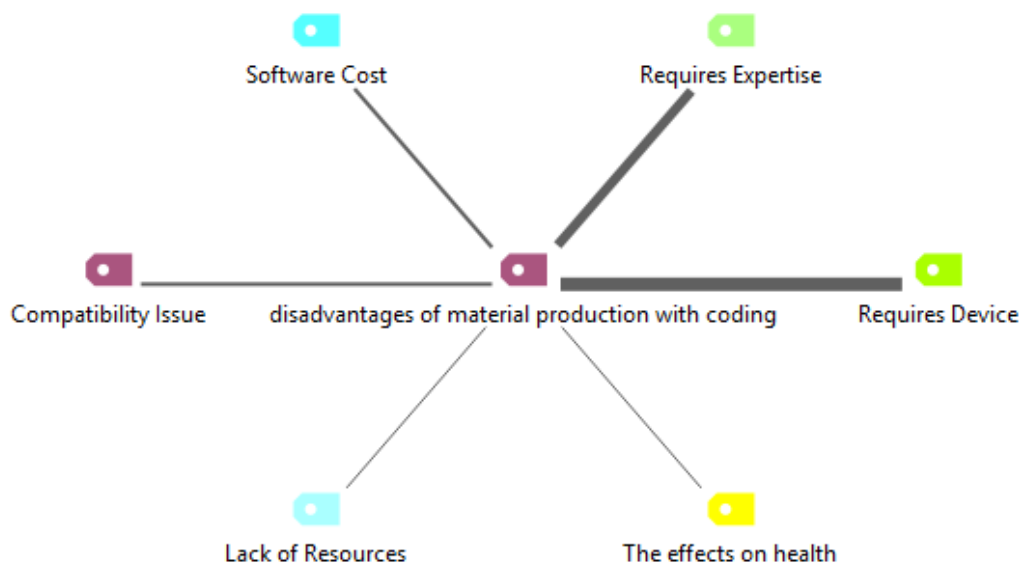 Software Cost
Requires Expertise
Compatibility Issue
disadvantages of material production with coding
Requires Device
Lack of Resources
The effects on health